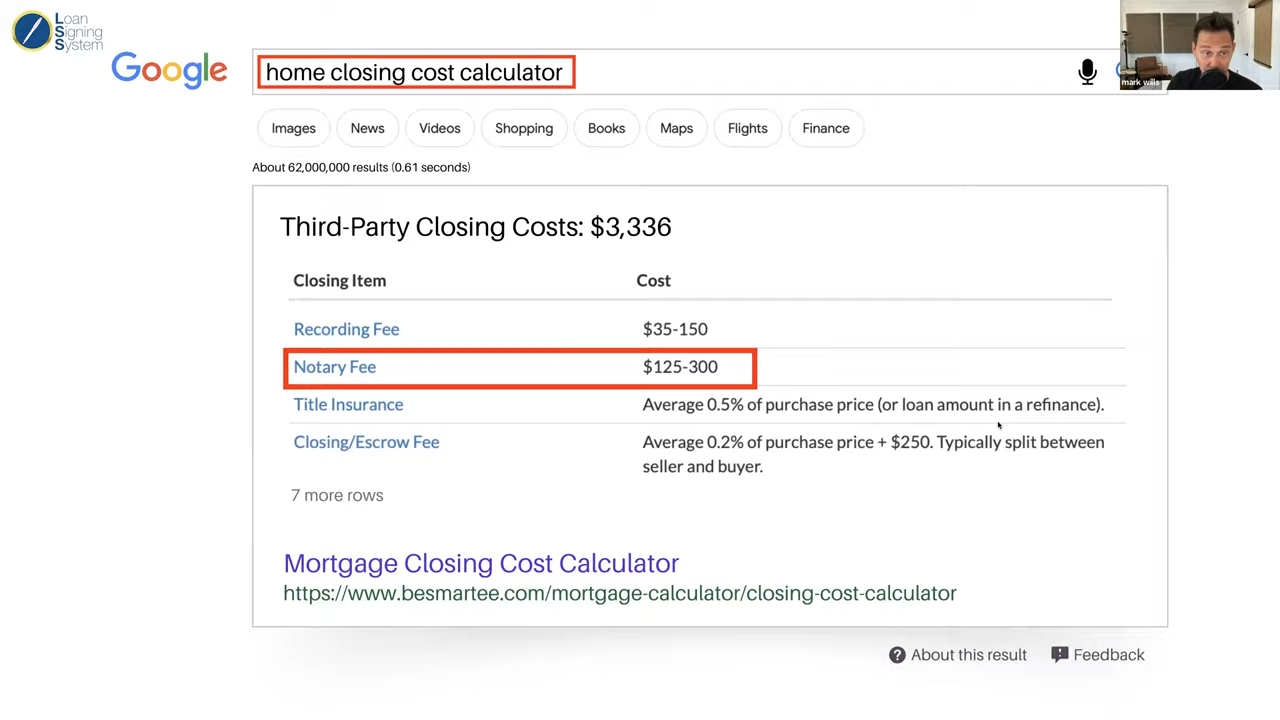 Loan
Signing
System
Google
home closing cost calculator
mark wills
Images News Videos Shopping Books Maps Flights Finance
About 62,000,000 results (0.61 seconds)
Third-Party Closing Costs: $3,336
Closing Item Cost
Recording Fee $35-150
Notary Fee $125-300
Title Insurance Average 0.5% of purchase price (or loan amount in a refinance).
Closing/Escrow Fee Average 0.2% of purchase price + $250. Typically split between
seller and buyer.
7 more rows
Mortgage Closing Cost Calculator
https://www.besmartee.com/mortgage-calculator/closing-cost-calculator
About this result Feedback